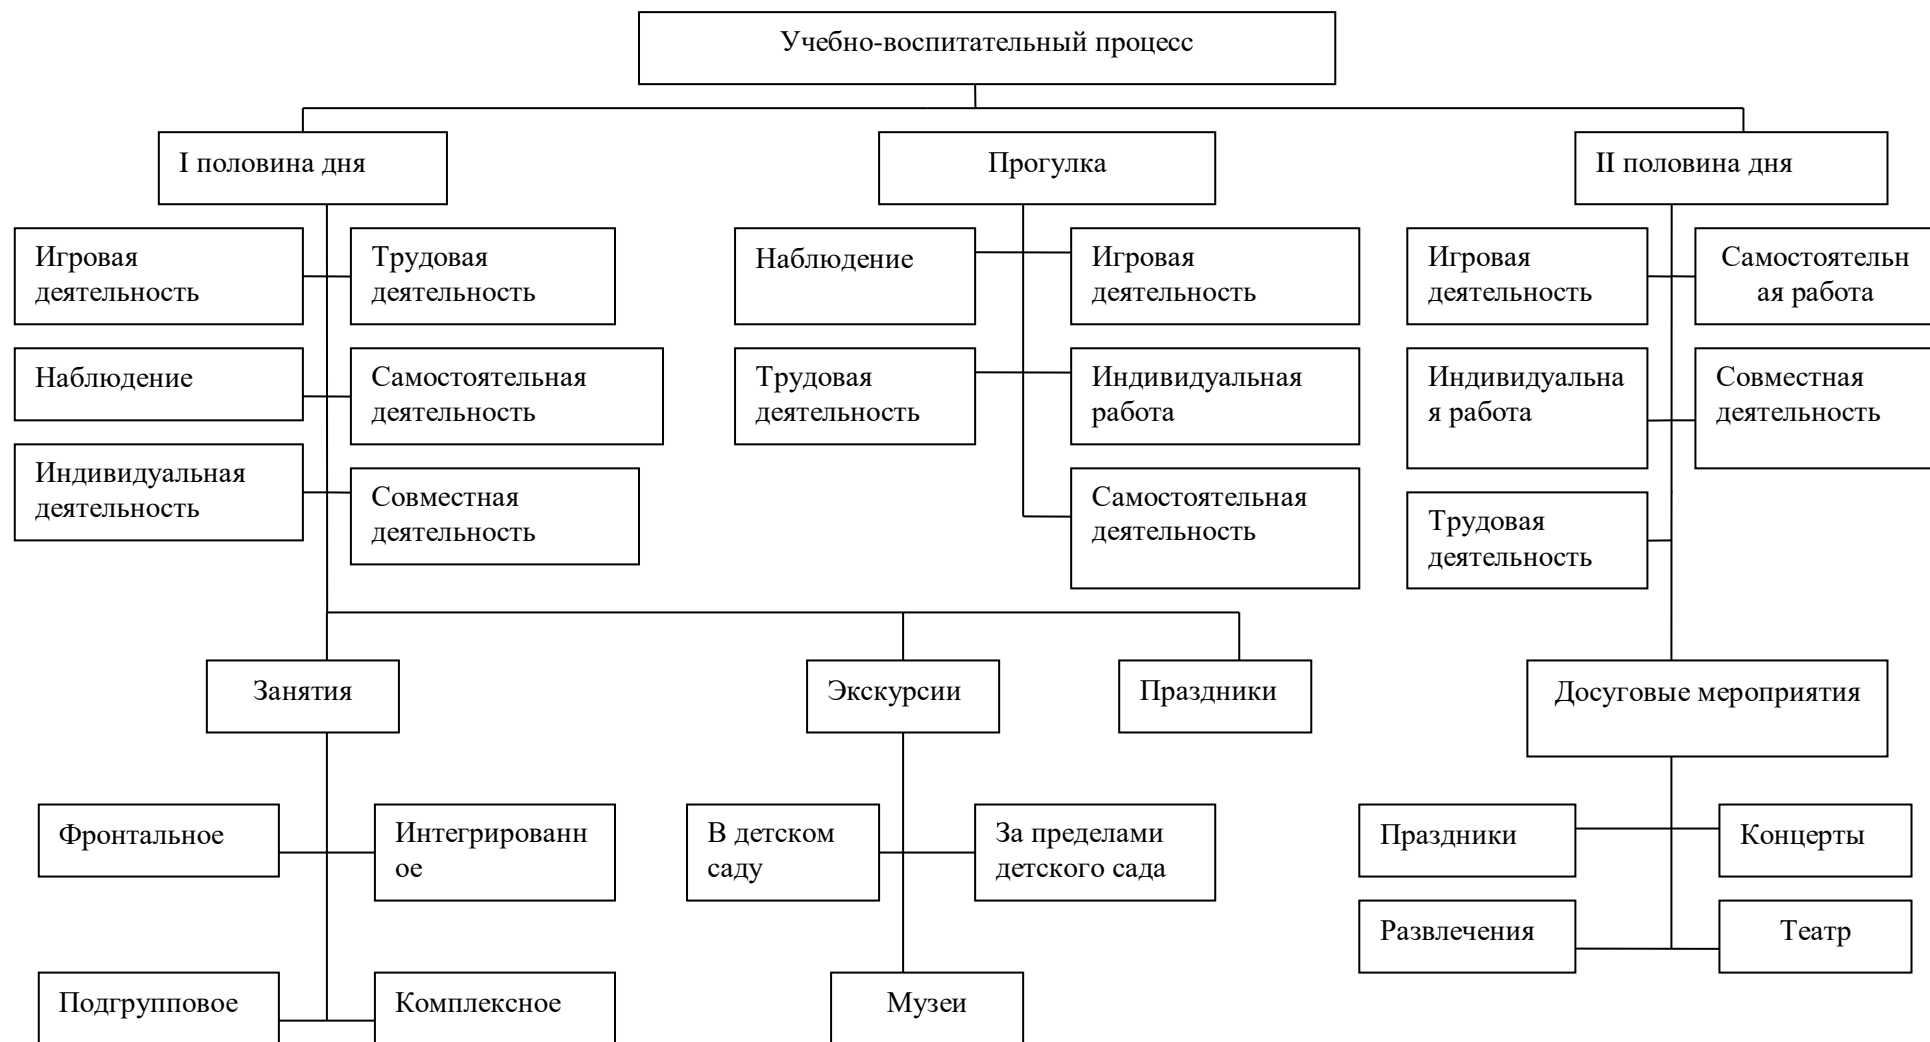 Учебно-воспитательный процесс
I половина дня
Прогулка
II половина дня
Игровая
деятельность
Трудовая
деятельность
Наблюдение
Игровая
деятельность
Игровая
деятельность
Самостоятельн
ая работа
Наблюдение
Самостоятельная
деятельность
Трудовая
деятельность
Индивидуальная
работа
Индивидуальна
я работа
Совместная
деятельность
Индивидуальная
деятельность
Совместная
деятельность
Самостоятельная
деятельность
Трудовая
деятельность
Занятия
Экскурсии
Праздники
Досуговые мероприятия
Фронтальное
Интегрированн
ое
В детском
саду
За пределами
детского сада
Праздники
Концерты
Развлечения
Театр
Подгрупповое
Комплексное
Музеи